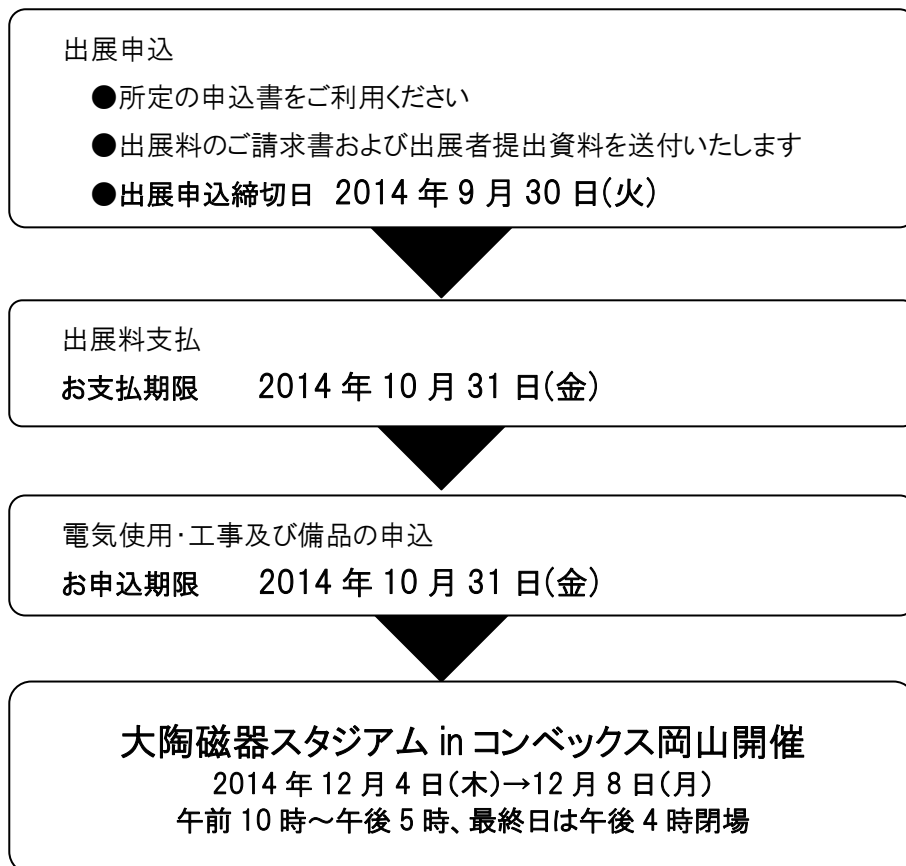 出展申込
●所定の申込書をご利用ください
●出展料のご請求書および出展者提出資料を送付いたします
●出展申込締切日 2014 年 9 月 30 日(火)
出展料支払
お支払期限 2014 年 10 月 31 日(金)
電気使用・工事及び備品の申込
お申込期限 2014 年 10 月 31 日(金)
大陶磁器スタジアム in コンベックス岡山開催
2014 年 12 月 4 日(木)→12 月 8 日(月)
午前 10 時～午後 5 時、最終日は午後 4 時閉場